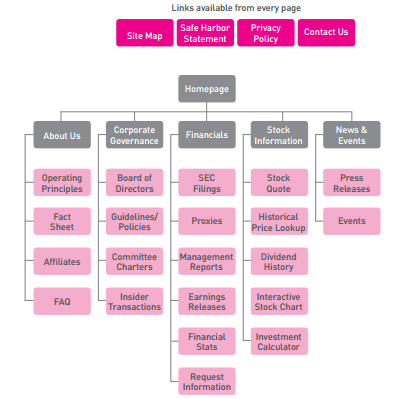 Links available from every page
Site Map
Safe Harbor
Statement
Privacy
Policy
Contact Us
Homepage
About Us
Corporate
Governance
Financials
Stock
Information
News &
Events
Operating
Principles
Board of
Directors
SEC
Filings
Stock
Quote
Press
Releases
Fact
Sheet
Guidelines/
Policies
Proxies
Historical
Price Lookup
Events
Affiliates
Committee
Charters
Management
Reports
Dividend
History
FAQ
Insider
Transactions
Earnings
Releases
Interactive
Stock Chart
Financial
Stats
Investment
Calculator
Request
Information